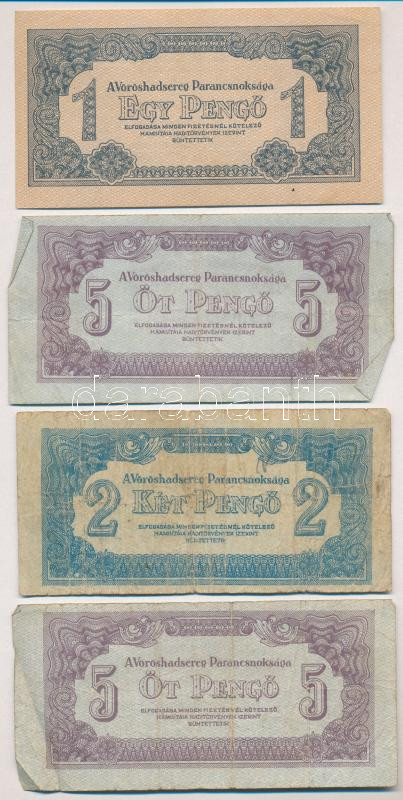 A Vöröshadsereg Parancsnoksága
1 EGY PENGŐ 1
ELFOGADÁSA MINDEN FIZETÉSNÉL KÖTELEZŐ
HAMISÍTÁSA HADITÖRVÉNYEK SZERINT
BÜNTETTETIK
A Vöröshadsereg Parancsnoksága
5 ÖT PENGŐ 5
ELFOGADÁSA MINDEN FIZETÉSNÉL KÖTELEZŐ
HAMISÍTÁSA HADITÖRVÉNYEK SZERINT
BÜNTETTETIK
darabanth
A Vöröshadsereg Parancsnoksága
2 KÉT PENGŐ 2
ELFOGADÁSA MINDEN FIZETÉSNÉL KÖTELEZŐ
HAMISÍTÁSA HADITÖRVÉNYEK SZERINT
BÜNTETTETIK
A Vöröshadsereg Parancsnoksága
5 ÖT PENGŐ 5
ELFOGADÁSA MINDEN FIZETÉSNÉL KÖTELEZŐ
HAMISÍTÁSA HADITÖRVÉNYEK SZERINT
BÜNTETTETIK